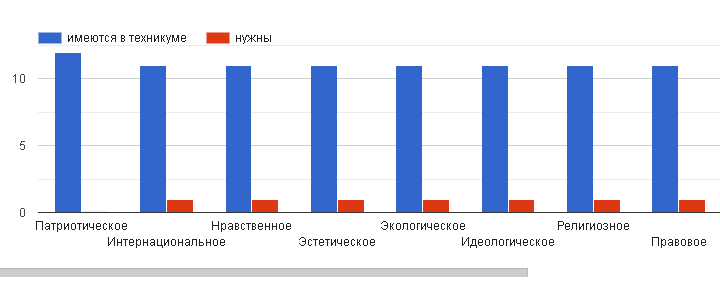 имеются в техникуме нужны
10
5
0
Патриотическое Нравственное Экологическое Религиозное
Интернациональное Эстетическое Идеологическое Правовое